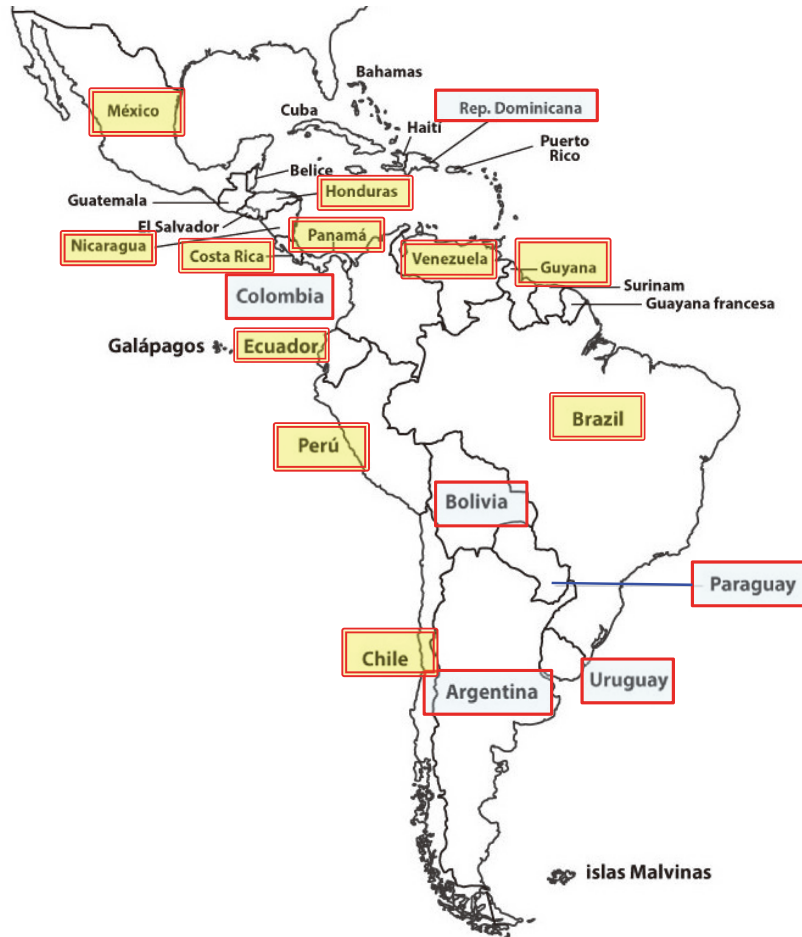 Bahamas
México
Cuba
Rep. Dominicana
Haití
Puerto
Rico
Belice
Honduras
Guatemala
El Salvador
Panamá
Nicaragua
Costa Rica
Venezuela
Guyana
Surinam
Colombia
Guayana francesa
Galápagos
Ecuador
Brazil
Perú
Bolivia
Paraguay
Chile
Uruguay
Argentina
islas Malvinas